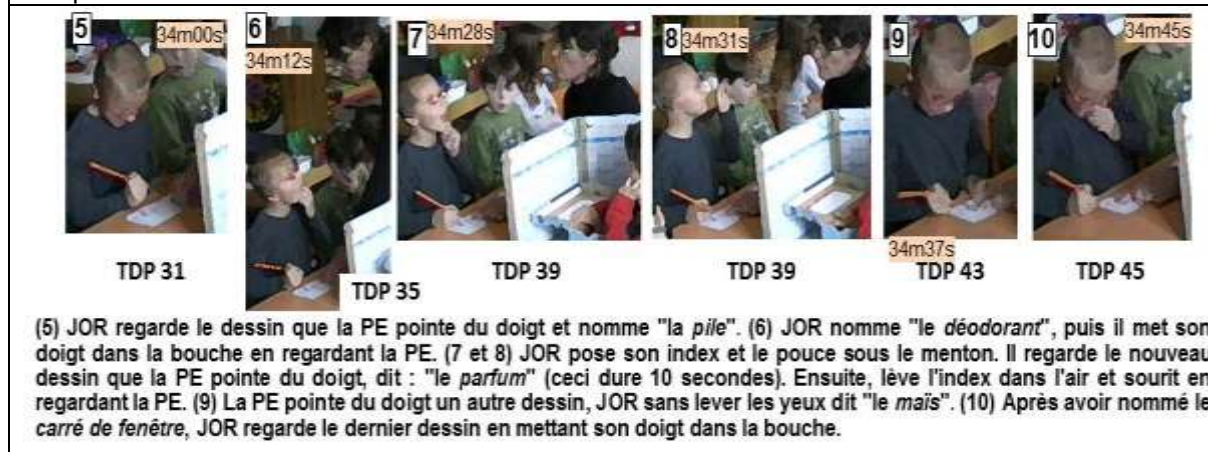 5 34m00s 6 34m12s 7 34m28s 8 34m31s 9 34m37s 10 34m45s
TDP 31 TDP 35 TDP 39 TDP 39 TDP 43 TDP 45
(5) JOR regarde le dessin que la PE pointe du doigt et nomme "la pile". (6) JOR nomme "le déodorant", puis il met son
doigt dans la bouche en regardant la PE. (7 et 8) JOR pose son index et le pouce sous le menton. Il regarde le nouveau
dessin que la PE pointe du doigt, dit : "le parfum" (ceci dure 10 secondes). Ensuite, lève l'index dans l'air et sourit en
regardant la PE. (9) La PE pointe du doigt un autre dessin, JOR sans lever les yeux dit "le maïs". (10) Après avoir nommé le
carré de fenêtre, JOR regarde le dernier dessin en mettant son doigt dans la bouche.